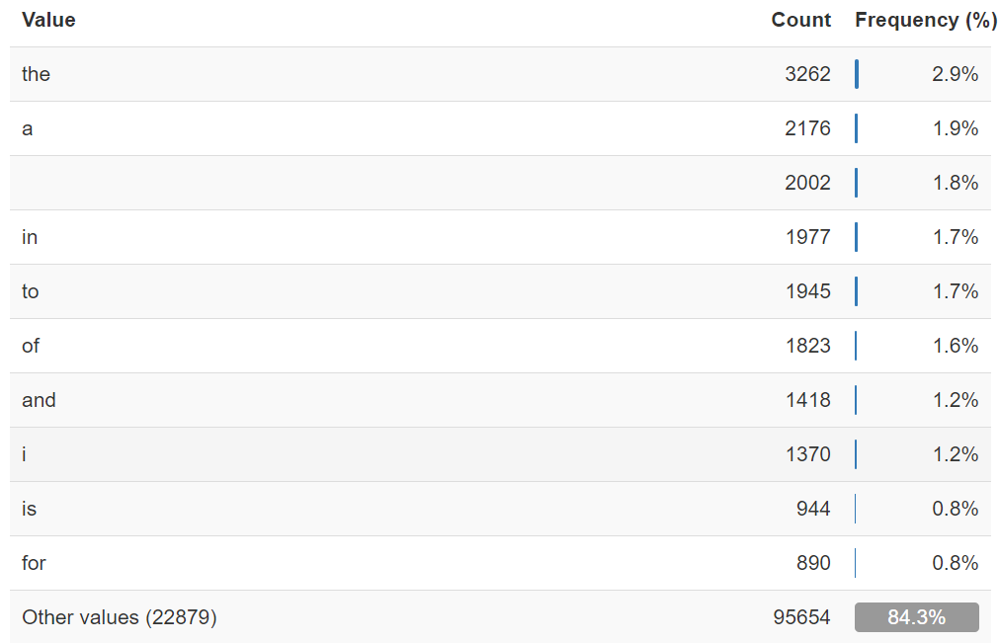 Value Count Frequency (%)
the 3262 2.9%
a 2176 1.9%
2002 1.8%
in 1977 1.7%
to 1945 1.7%
of 1823 1.6%
and 1418 1.2%
i 1370 1.2%
is 944 0.8%
for 890 0.8%
Other values (22879) 95654 84.3%